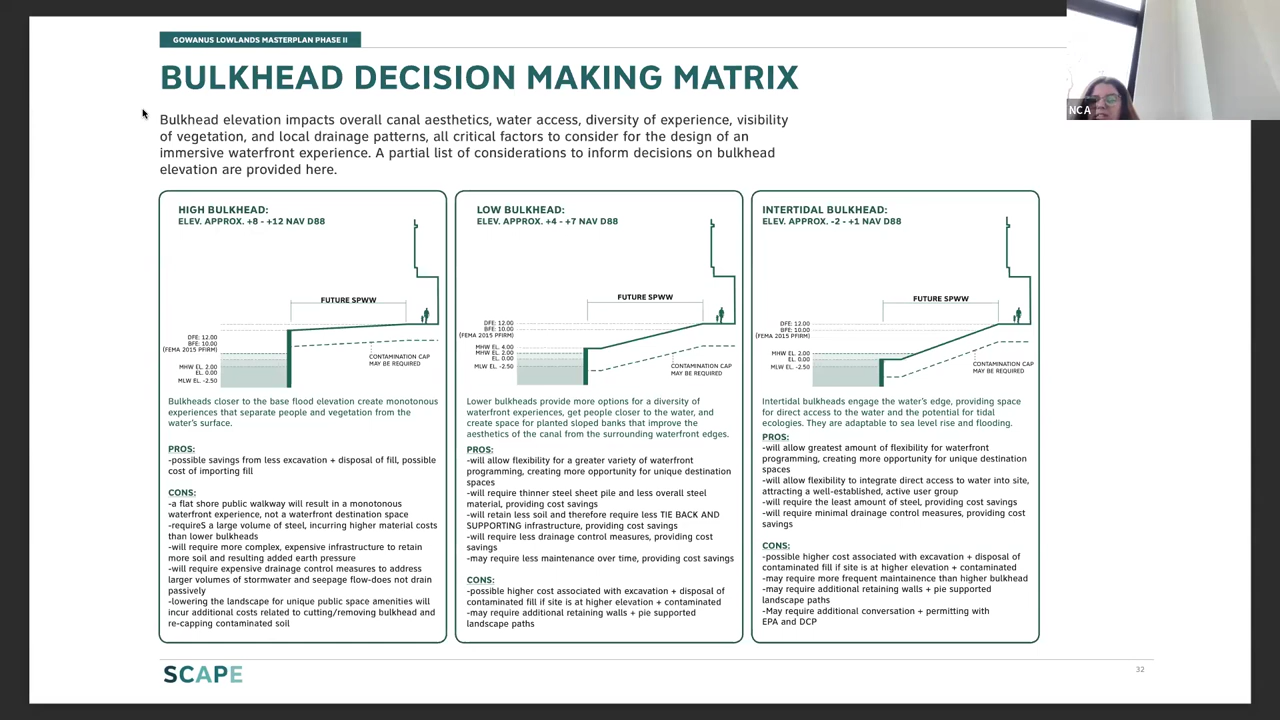 GOWANUS LOWLANDS MASTERPLAN PHASE II
BULKHEAD DECISION MAKING MATRIX
Bulkhead elevation impacts overall canal aesthetics, water access, diversity of experience, visibility
of vegetation, and local drainage patterns, all critical factors to consider for the design of an
immersive waterfront experience. A partial list of considerations to inform decisions on bulkhead
elevation are provided here.
NCA
HIGH BULKHEAD:
ELEV. APPROX. +8 - +12 NAV D88
FUTURE SPWW
DFE: 12.00
BFE: 10.00
(FEMA 2015 PFIRM)
MHW EL. 2.00
EL. 0.00
MLW EL. -2.50
CONTAMINATION CAP
MAY BE REQUIRED
Bulkheads closer to the base flood elevation create monotonous
experiences that separate people and vegetation from the
water's surface.
PROS:
-possible savings from less excavation + disposal of fill, possible
cost of importing fill
CONS:
-a flat shore public walkway will result in a monotonous
waterfront experience, not a waterfront destination space
-requireS a large volume of steel, incurring higher material costs
than lower bulkheads
-will require more complex, expensive infrastructure to retain
more soil and resulting added earth pressure
-will require expensive drainage control measures to address
larger volumes of stormwater and seepage flow-does not drain
passively
-lowering the landscape for unique public space amenities will
incur additional costs related to cutting/removing bulkhead and
re-capping contaminated soil
LOW BULKHEAD:
ELEV. APPROX. +4 - +7 NAV D88
FUTURE SPWW
DFE: 12.00
BFE: 10.00
(FEMA 2015 PFIRM)
MHW EL. 4.00
MHW EL. 2.00
EL. 0.00
MLW EL. -2.50
CONTAMINATION CAP
MAY BE REQUIRED
Lower bulkheads provide more options for a diversity of
waterfront experiences, get people closer to the water, and
create space for planted sloped banks that improve the
aesthetics of the canal from the surrounding waterfront edges.
PROS:
-will allow flexibility for a greater variety of waterfront
programming, creating more opportunity for unique destination
spaces
-will require thinner steel sheet pile and less overall steel
material, providing cost savings
-will retain less soil and therefore require less TIE BACK AND
SUPPORTING infrastructure, providing cost savings
-will require less drainage control measures, providing cost
savings
-may require less maintenance over time, providing cost savings
CONS:
-possible higher cost associated with excavation + disposal of
contaminated fill if site is at higher elevation + contaminated
-may require additional retaining walls + pie supported
landscape paths
INTERTIDAL BULKHEAD:
ELEV. APPROX. -2 - +1 NAV D88
FUTURE SPWW
DFE: 12.00
BFE: 10.00
(FEMA 2015 PFIRM)
MHW EL. 2.00
EL. 0.00
MLW EL. -2.50
CONTAMINATION CAP
MAY BE REQUIRED
Intertidal bulkheads engage the water's edge, providing space
for direct access to the water and the potential for tidal
ecologies. They are adaptable to sea level rise and flooding.
PROS:
-will allow greatest amount of flexibility for waterfront
programming, creating more opportunity for unique destination
spaces
-will allow flexibility to integrate direct access to water into site,
attracting a well-established, active user group
-will require the least amount of steel, providing cost savings
-will require minimal drainage control measures, providing cost
savings
CONS:
-possible higher cost associated with excavation + disposal of
contaminated fill if site is at higher elevation + contaminated
-may require more frequent maintainence than higher bulkhead
-may require additional retaining walls + pie supported
landscape paths
-May require additional conversation + permitting with
EPA and DCP
SCAPE
32